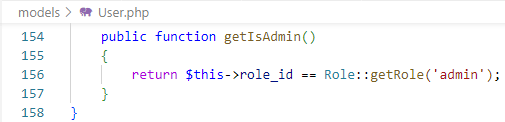 models > User.php
154 public function getIsAdmin()
155 {
156 return $this->role_id == Role::getRole('admin');
157 }
158 }